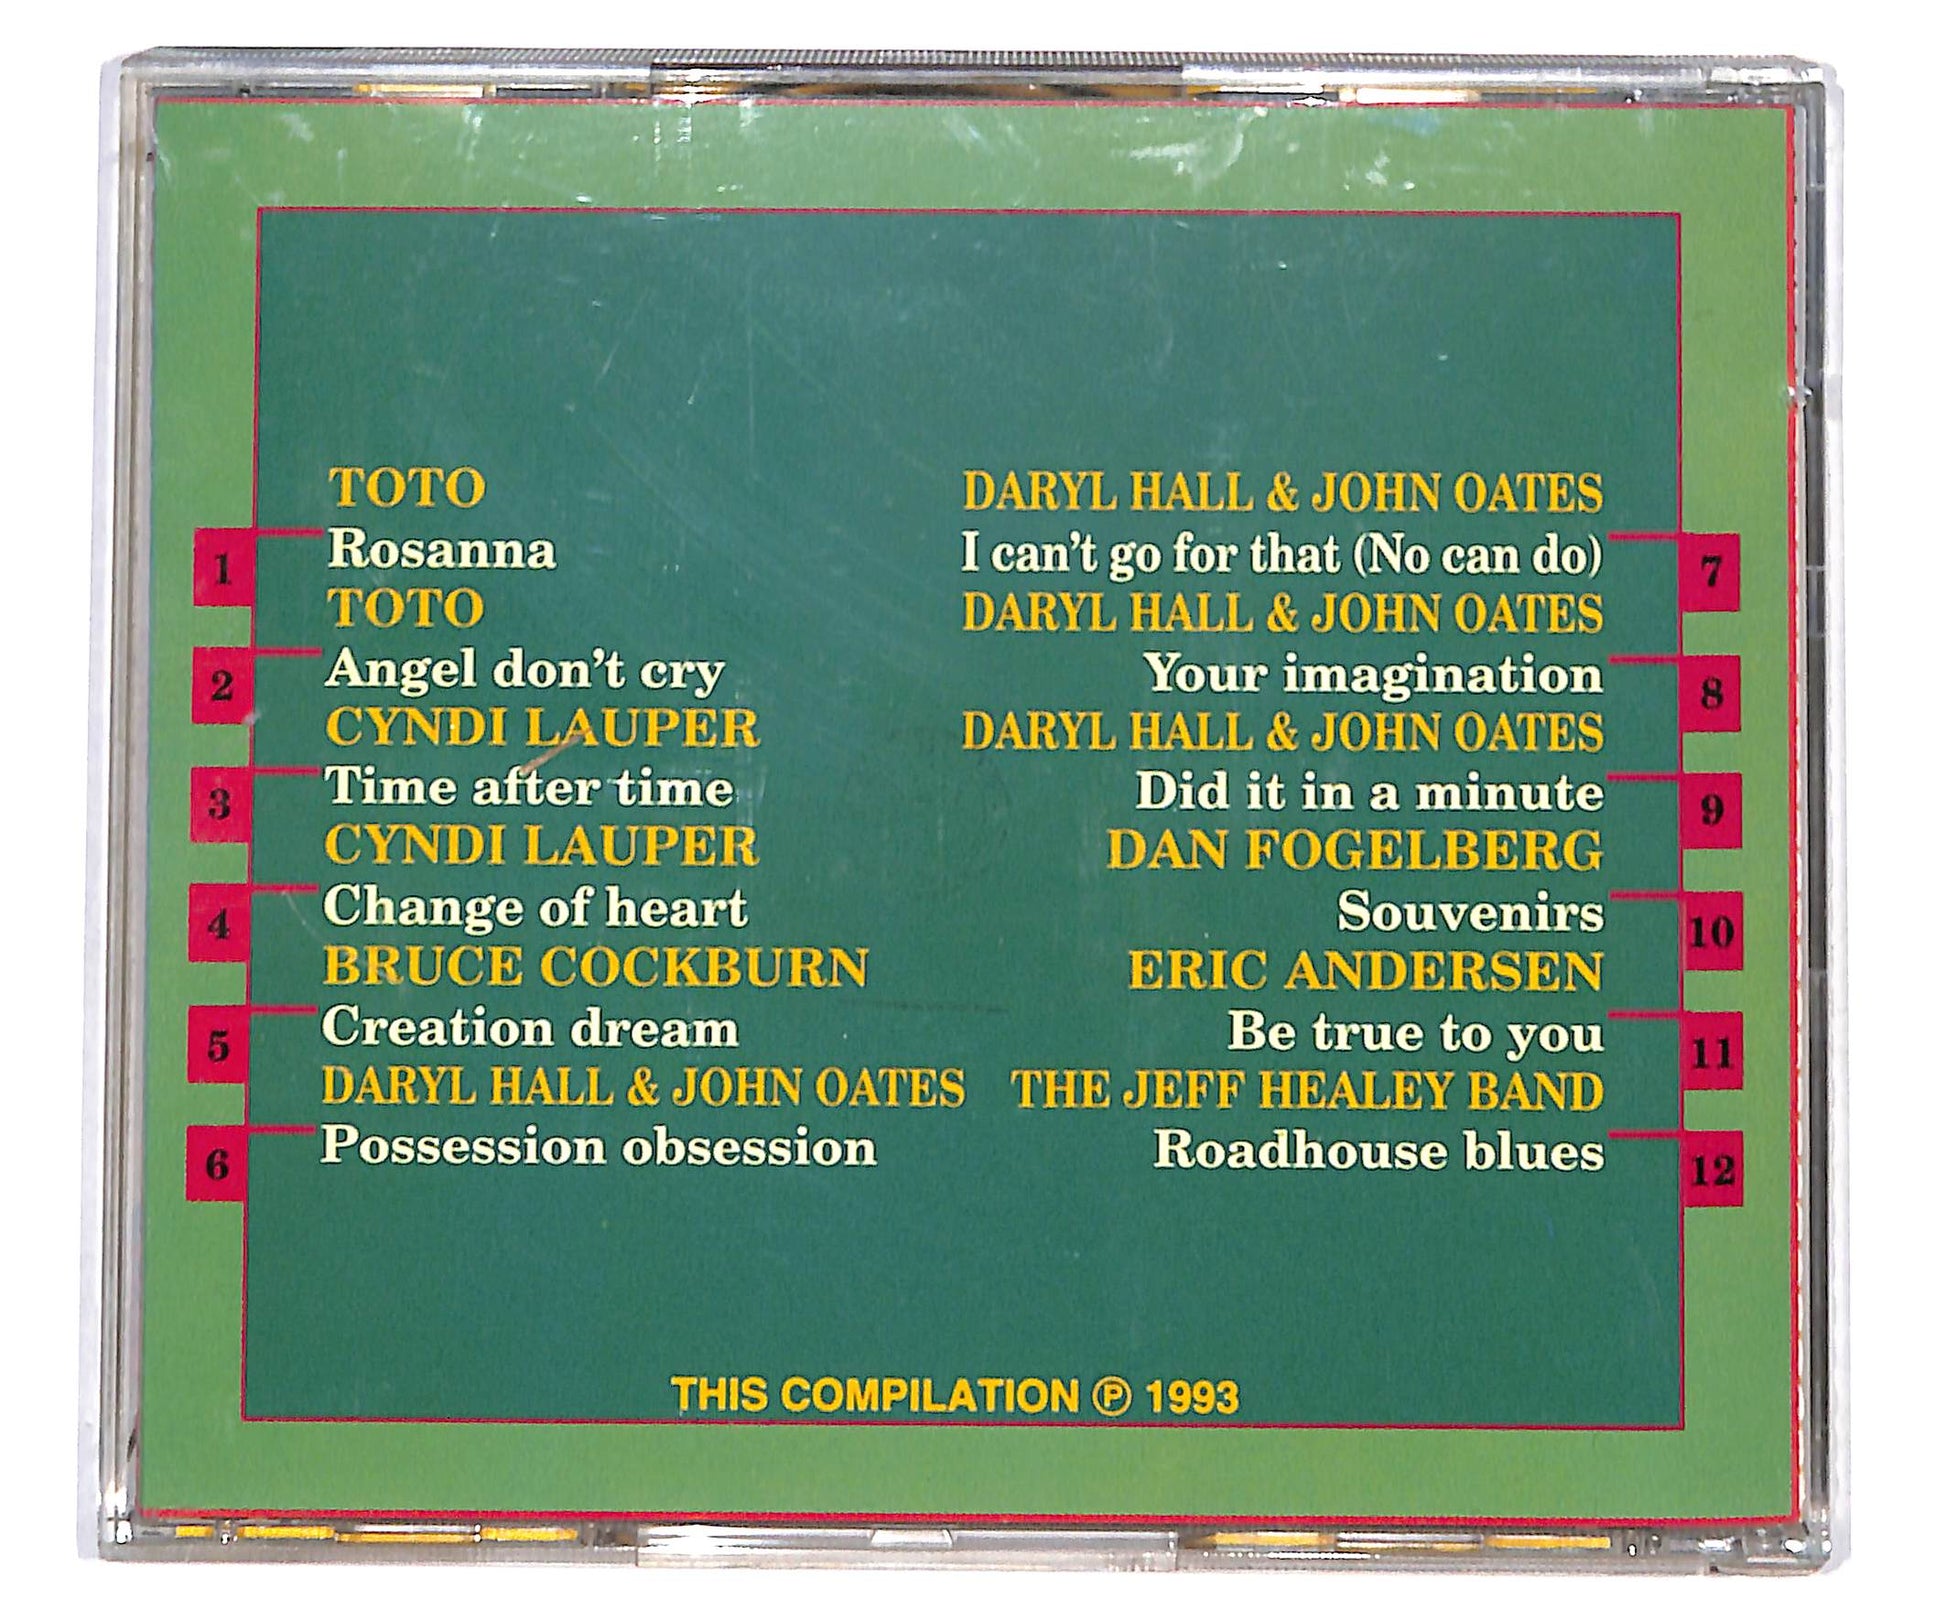 TOTO
1 Rosanna
TOTO
2 Angel don't cry
CYNDI LAUPER
3 Time after time
CYNDI LAUPER
4 Change of heart
BRUCE COCKBURN
5 Creation dream
DARYL HALL & JOHN OATES
6 Possession obsession
DARYL HALL & JOHN OATES
I can't go for that (No can do) 7
DARYL HALL & JOHN OATES
Your imagination 8
DARYL HALL & JOHN OATES
Did it in a minute 9
DAN FOGELBERG
Souvenirs 10
ERIC ANDERSEN
Be true to you 11
THE JEFF HEALEY BAND
Roadhouse blues 12
THIS COMPILATION ℗ 1993